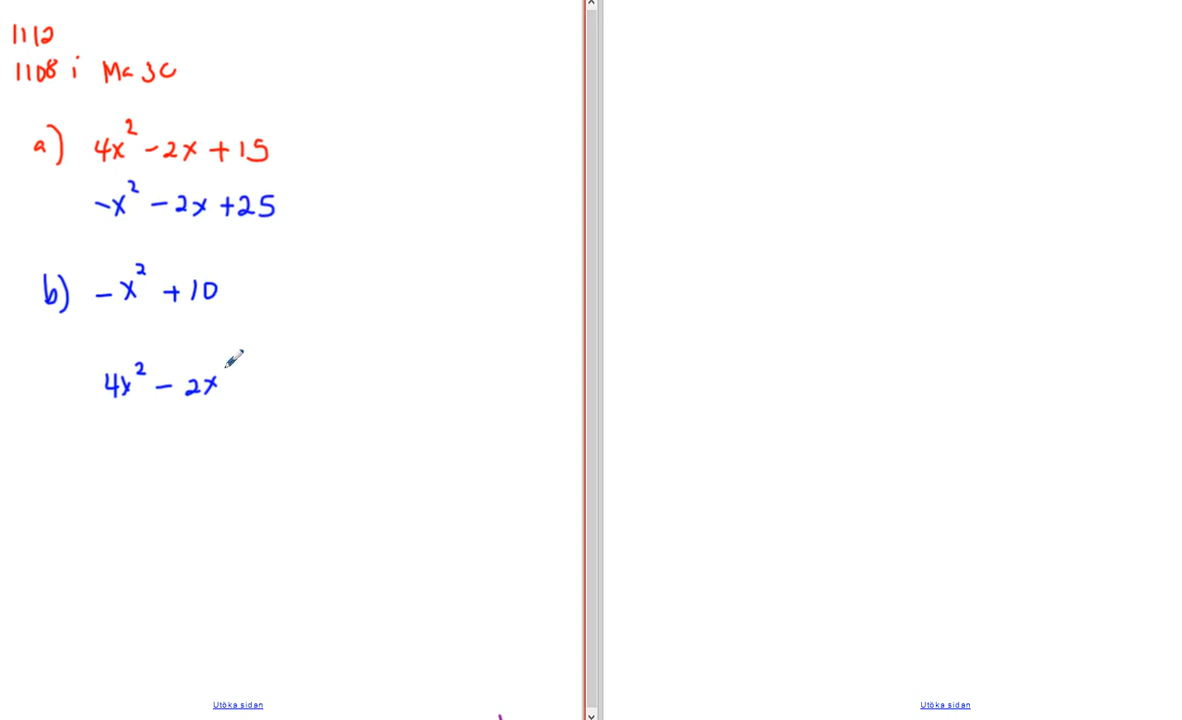 1112
1108 i Ma 3C
a) 4x² - 2x + 15
-x² - 2x + 25
b) -x² + 10
4x² - 2x
Utöka sidan
Utöka sidan